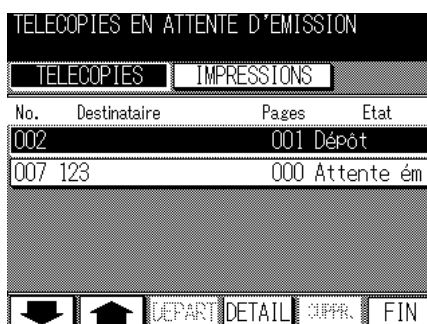 TELECOPIES EN ATTENTE D'EMISSION
TELECOPIES IMPRESSIONS
No. Destinataire Pages Etat
002 001 Dépôt
007 123 000 Attente ém
DEPART DETAIL SUPPR. FIN